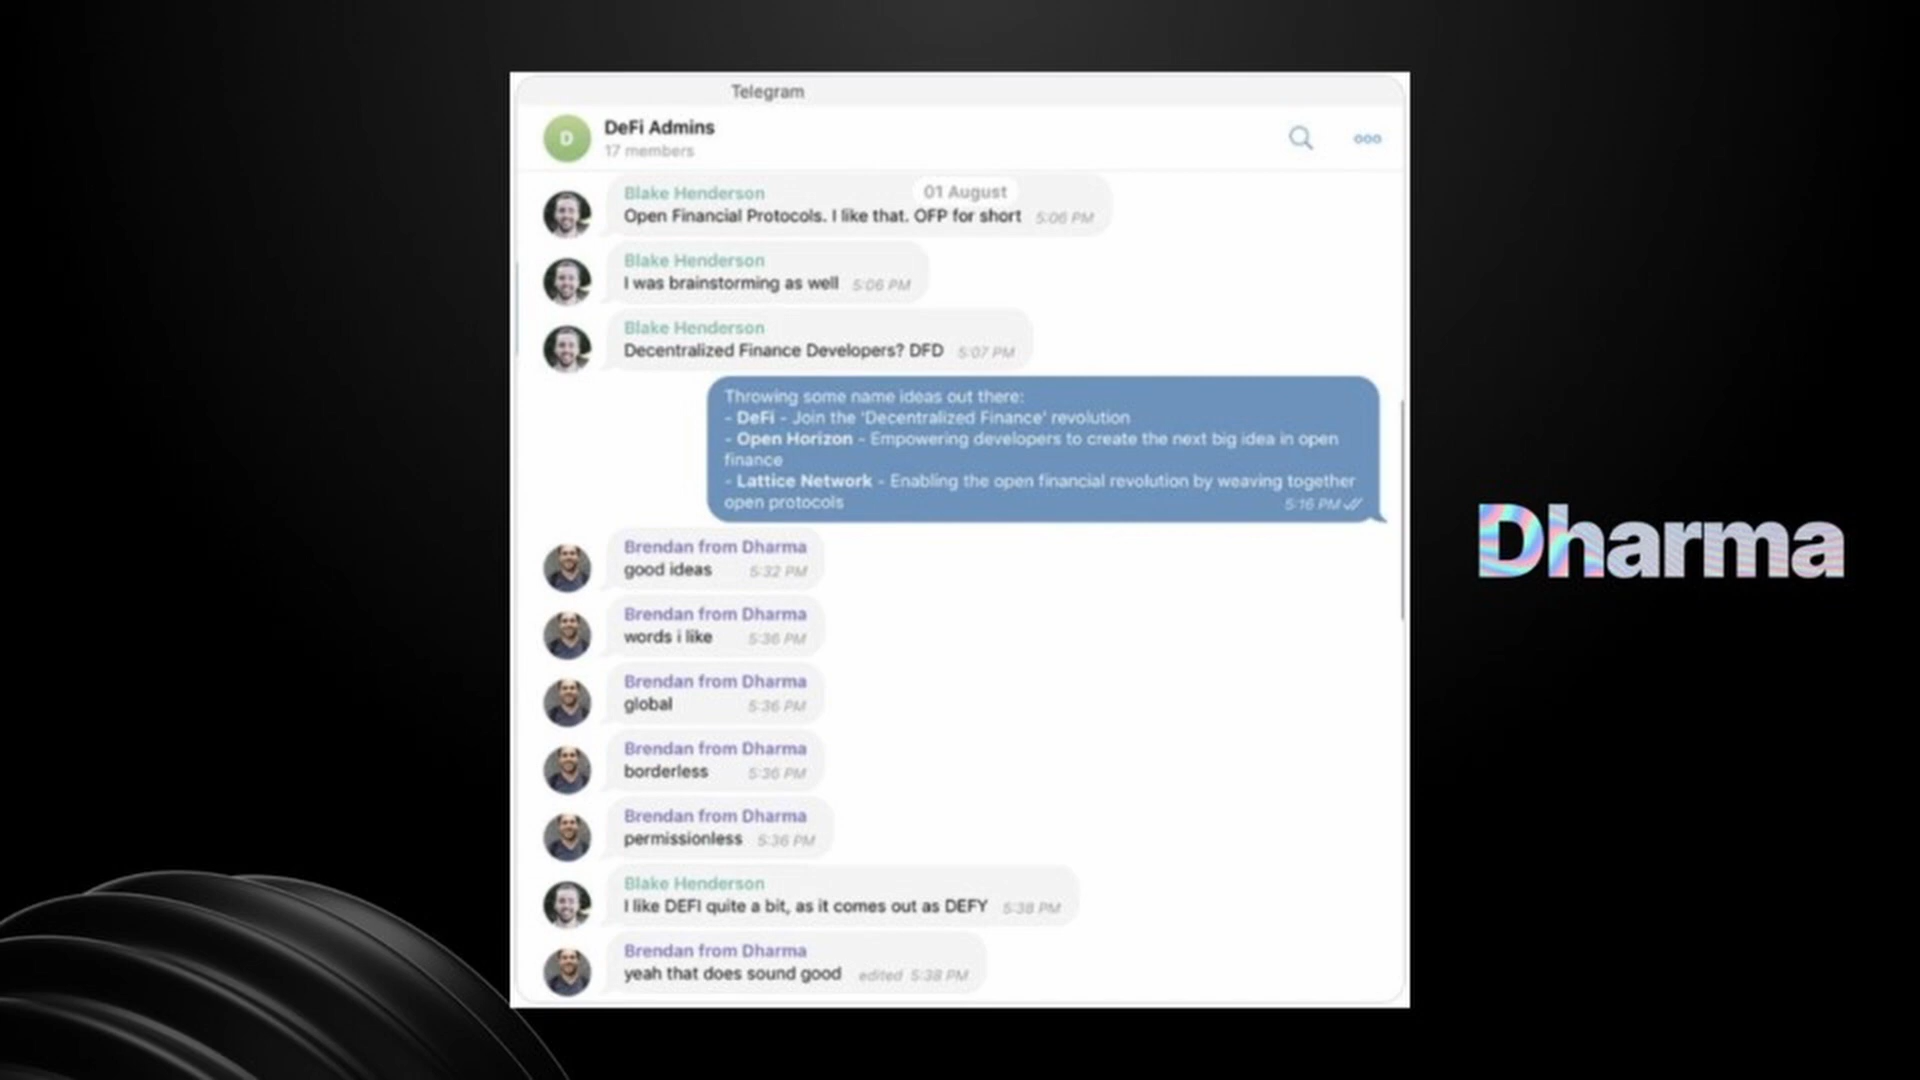 Telegram
D
DeFi Admins
17 members
01 August
Blake Henderson
Open Financial Protocols. I like that. OFP for short 5:06 PM
Blake Henderson
I was brainstorming as well 5:06 PM
Blake Henderson
Decentralized Finance Developers? DFD 5:07 PM
Throwing some name ideas out there:
- DeFi - Join the 'Decentralized Finance' revolution
- Open Horizon - Empowering developers to create the next big idea in open
finance
- Lattice Network - Enabling the open financial revolution by weaving together
open protocols 5:16 PM
Brendan from Dharma
good ideas 5:32 PM
Brendan from Dharma
words i like 5:36 PM
Brendan from Dharma
global 5:36 PM
Brendan from Dharma
borderless 5:36 PM
Brendan from Dharma
permissionless 5:36 PM
Blake Henderson
I like DEFI quite a bit, as it comes out as DEFY 5:38 PM
Brendan from Dharma
yeah that does sound good edited 5:38 PM
Dharma